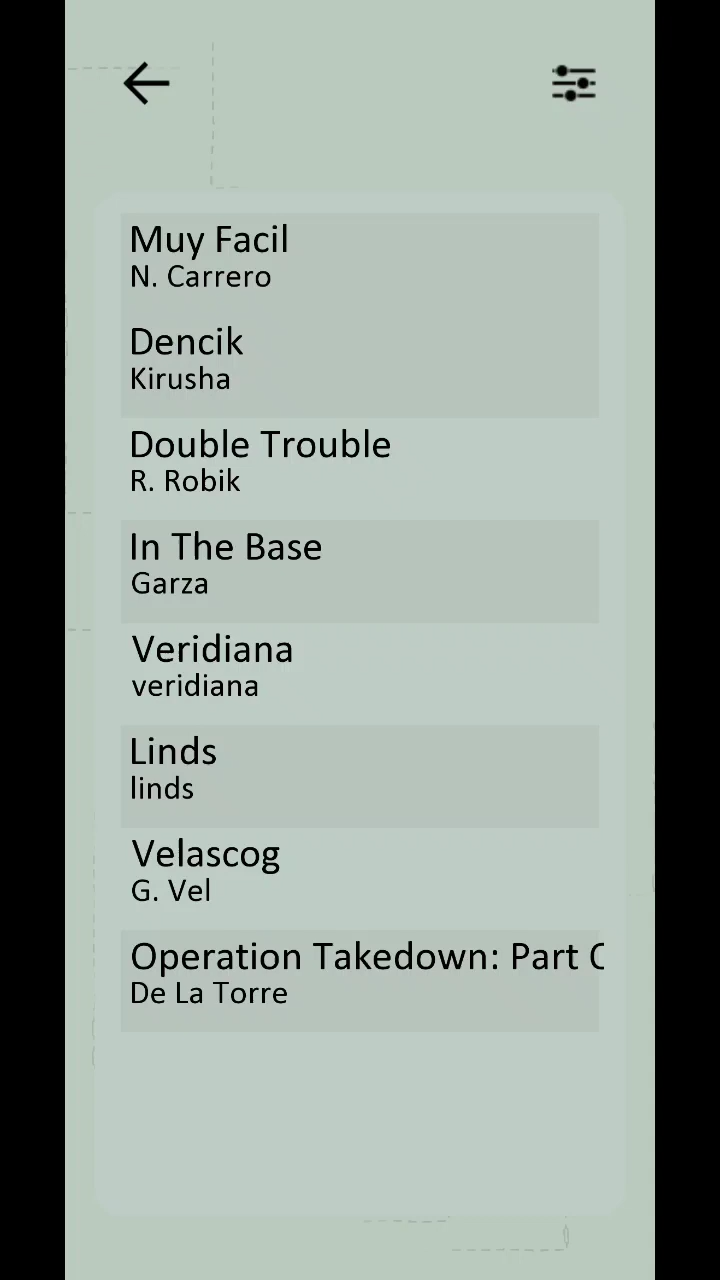 Muy Facil
N. Carrero
Dencik
Kirusha
Double Trouble
R. Robik
In The Base
Garza
Veridiana
veridiana
Linds
linds
Velascog
G. Vel
Operation Takedown: Part
De La Torre